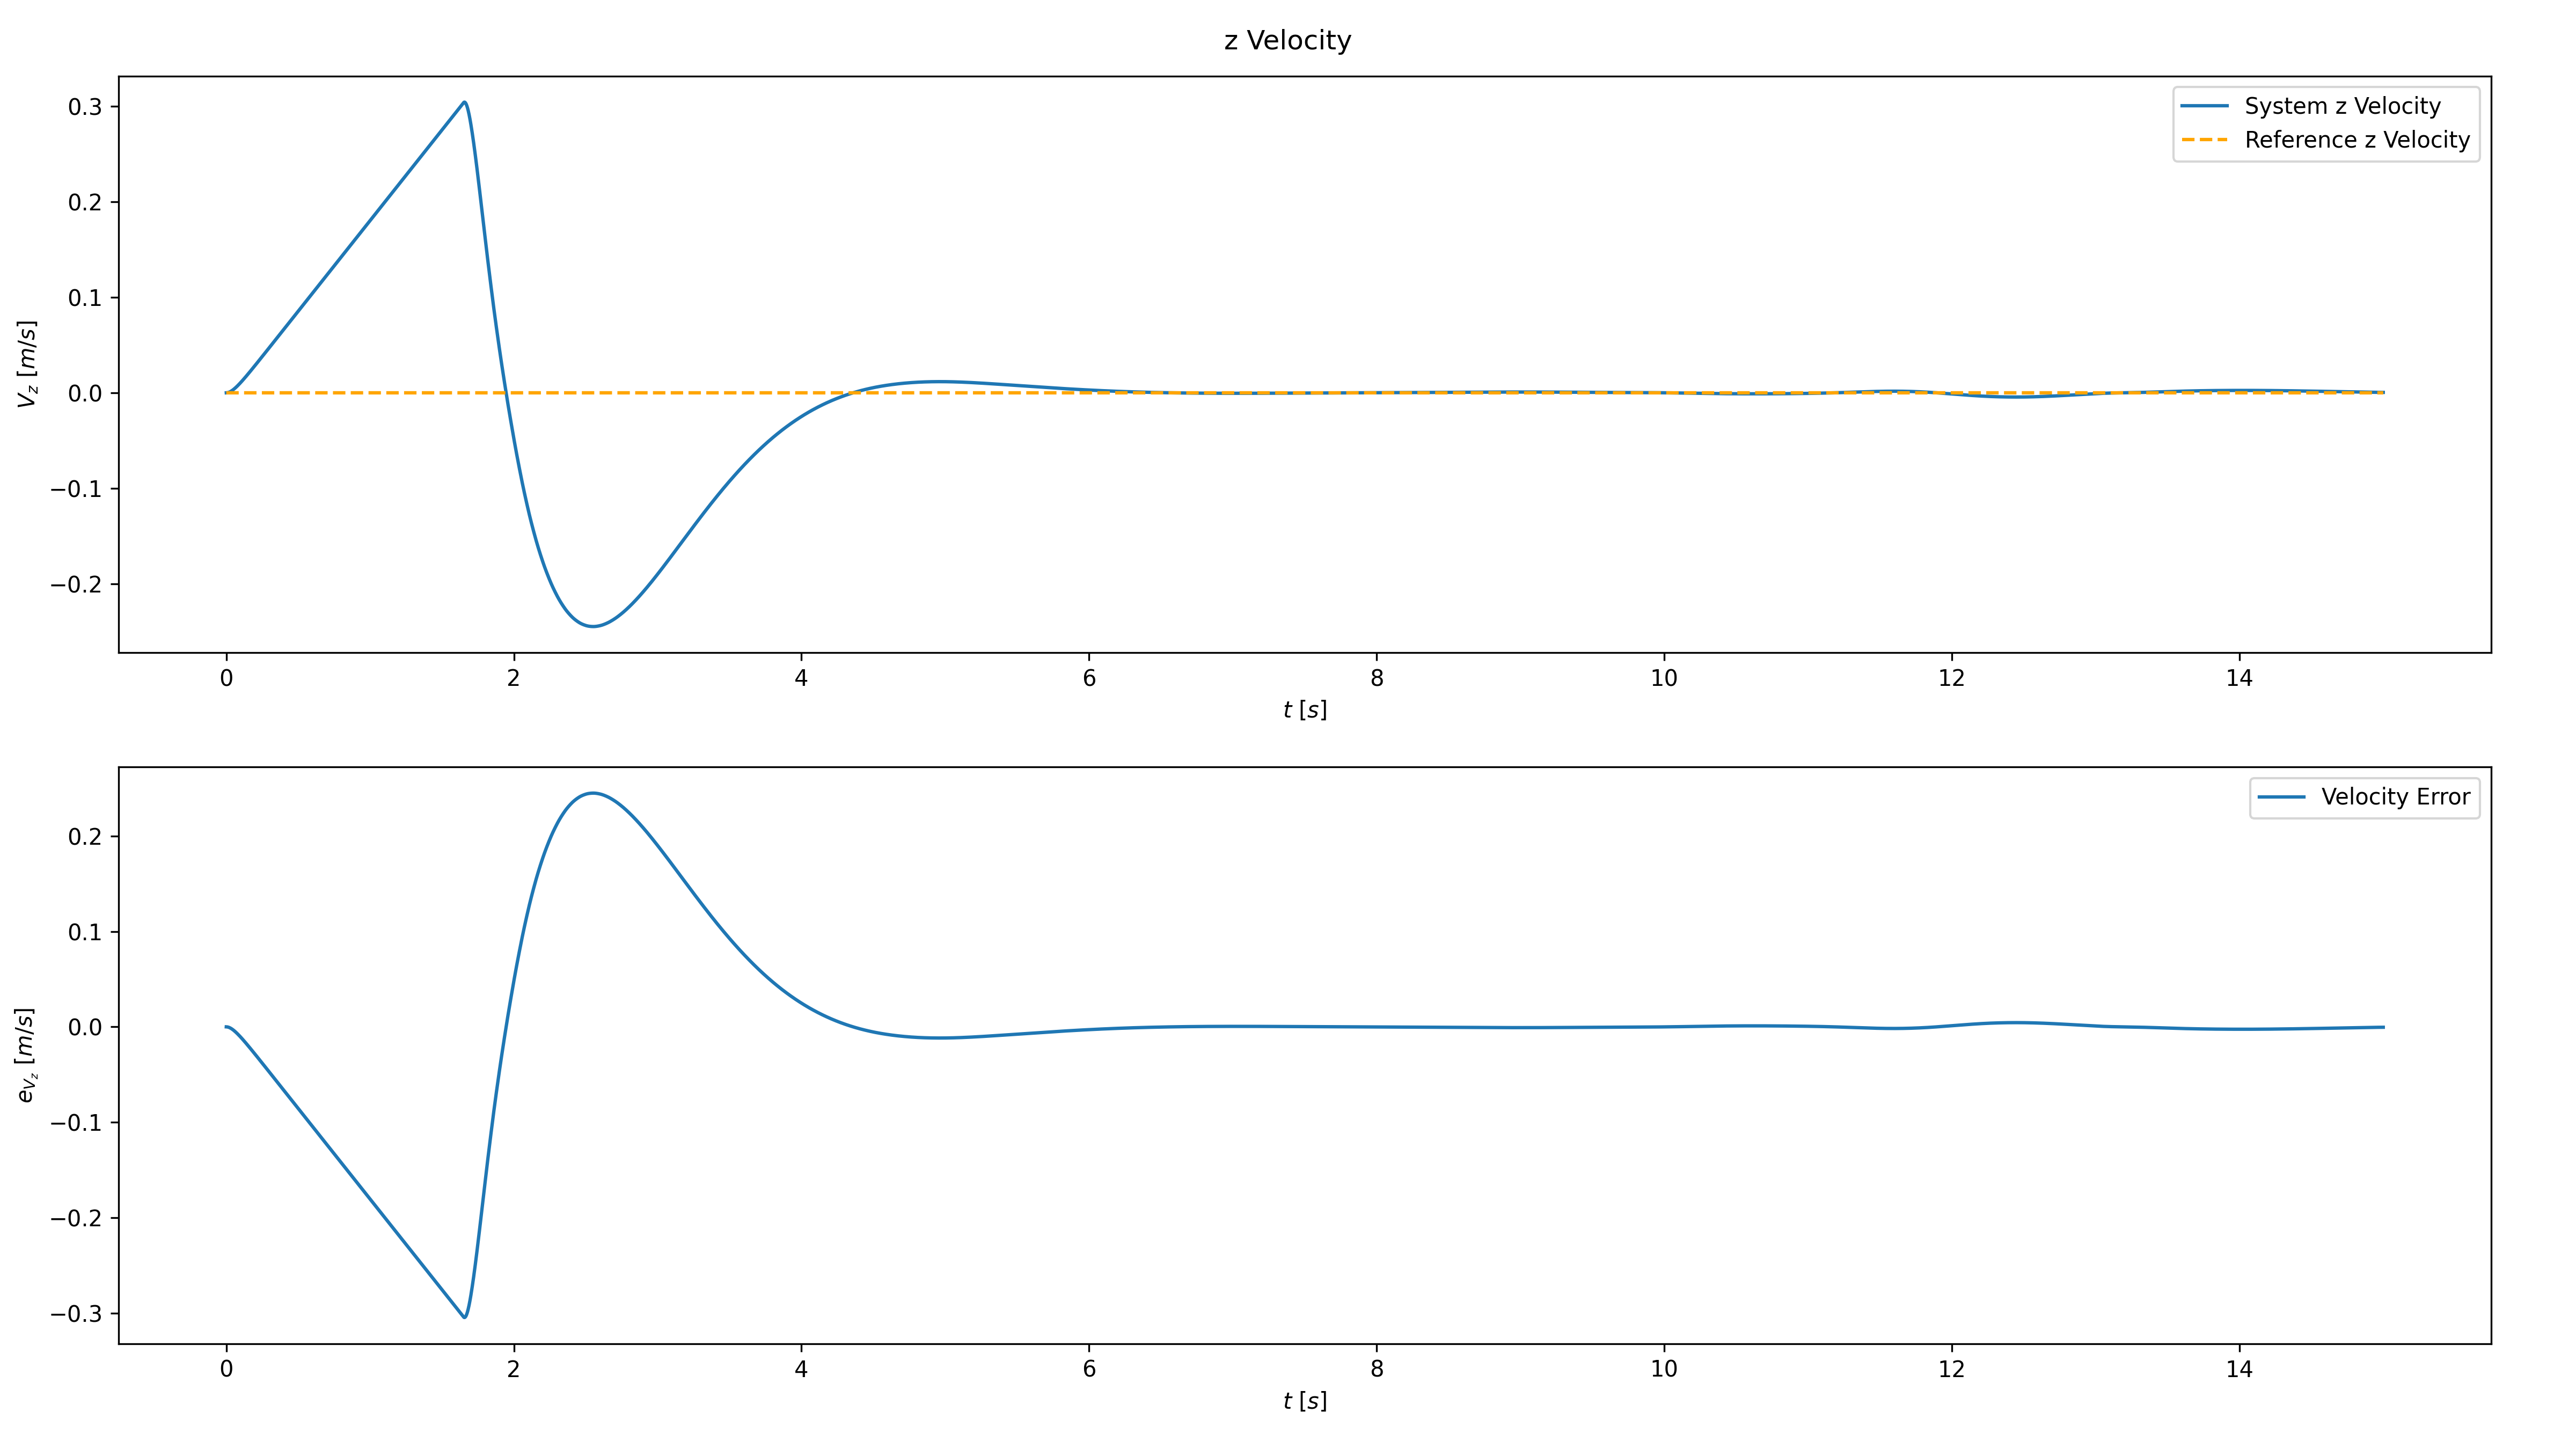 z Velocity
0.3
0.2
0.1
0.0
−0.1
−0.2
V_z [m/s]
System z Velocity
Reference z Velocity
0 2 4 6 8 10 12 14
t [s]
0.2
0.1
0.0
−0.1
−0.2
−0.3
e_{V_z} [m/s]
Velocity Error
0 2 4 6 8 10 12 14
t [s]